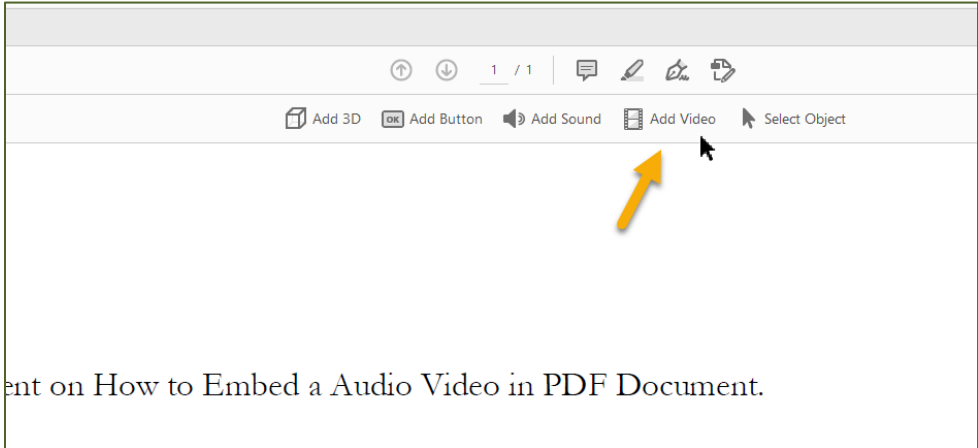 1 / 1
Add 3D OK Add Button Add Sound Add Video Select Object
ent on How to Embed a Audio Video in PDF Document.